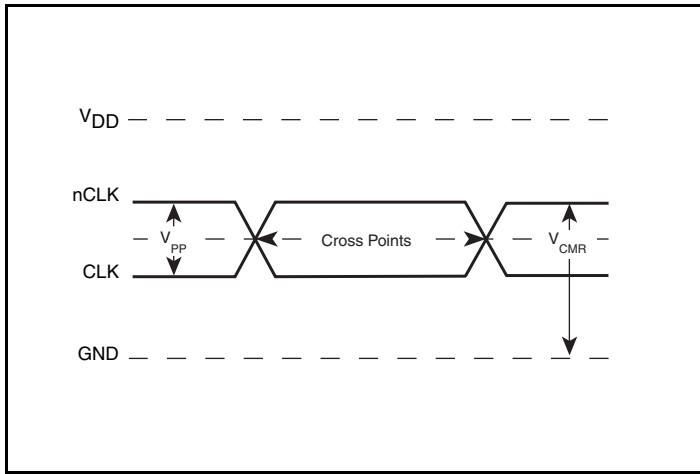 VDD
nCLK
VPP
Cross Points
VCMR
CLK
GND